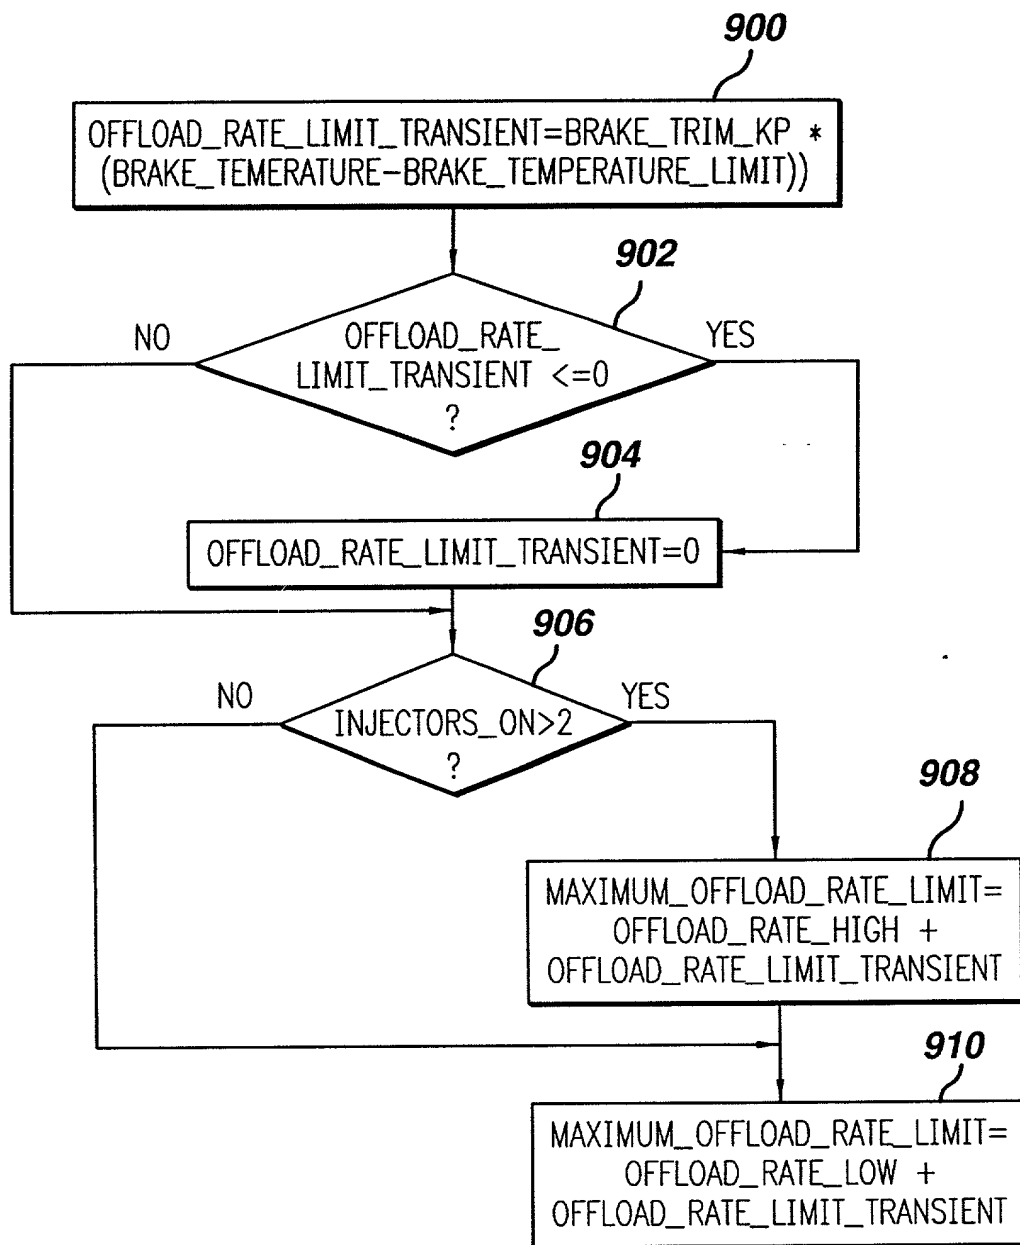 900
OFFLOAD_RATE_LIMIT_TRANSIENT=BRAKE_TRIM_KP *
(BRAKE_TEMERATURE-BRAKE_TEMPERATURE_LIMIT))
902
NO
YES
OFFLOAD_RATE_
LIMIT_TRANSIENT <=0
?
904
OFFLOAD_RATE_LIMIT_TRANSIENT=0
906
NO
YES
INJECTORS_ON>2
?
908
MAXIMUM_OFFLOAD_RATE_LIMIT=
OFFLOAD_RATE_HIGH +
OFFLOAD_RATE_LIMIT_TRANSIENT
910
MAXIMUM_OFFLOAD_RATE_LIMIT=
OFFLOAD_RATE_LOW +
OFFLOAD_RATE_LIMIT_TRANSIENT